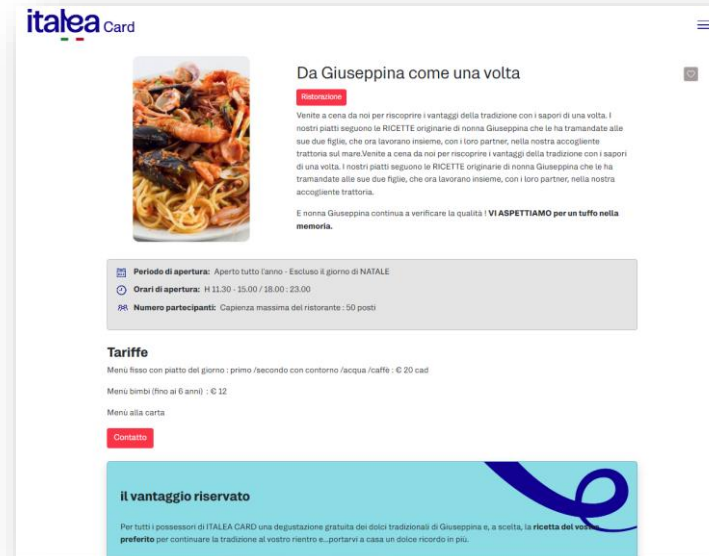 italea Card
Da Giuseppina come una volta
Ristorazione
Venite a cena da noi per riscoprire i vantaggi della tradizione con i sapori di una volta. I
nostri piatti seguono le RICETTE originarie di nonna Giuseppina che le ha tramandate alle
sue due figlie, che ora lavorano insieme, con i loro partner, nella nostra accogliente
trattoria sul mare.Venite a cena da noi per riscoprire i vantaggi della tradizione con i sapori
di una volta. I nostri piatti seguono le RICETTE originarie di nonna Giuseppina che le ha
tramandate alle sue due figlie, che ora lavorano insieme, con i loro partner, nella nostra
accogliente trattoria.
E nonna Giuseppina continua a verificare la qualità ! VI ASPETTIAMO per un tuffo nella
memoria.
Periodo di apertura: Aperto tutto l'anno - Escluso il giorno di NATALE
Orari di apertura: H 11.30 - 15.00 / 18.00 : 23.00
Numero partecipanti: Capienza massima del ristorante : 50 posti
Tariffe
Menù fisso con piatto del giorno : primo /secondo con contorno /acqua /caffè : € 20 cad
Menù bimbi (fino ai 6 anni) : € 12
Menù alla carta
Contatto
il vantaggio riservato
Per tutti i possessori di ITALEA CARD una degustazione gratuita dei dolci tradizionali di Giuseppina e, a scelta, la ricetta del vostro
preferito per continuare la tradizione al vostro rientro e...portarvi a casa un dolce ricordo in più.